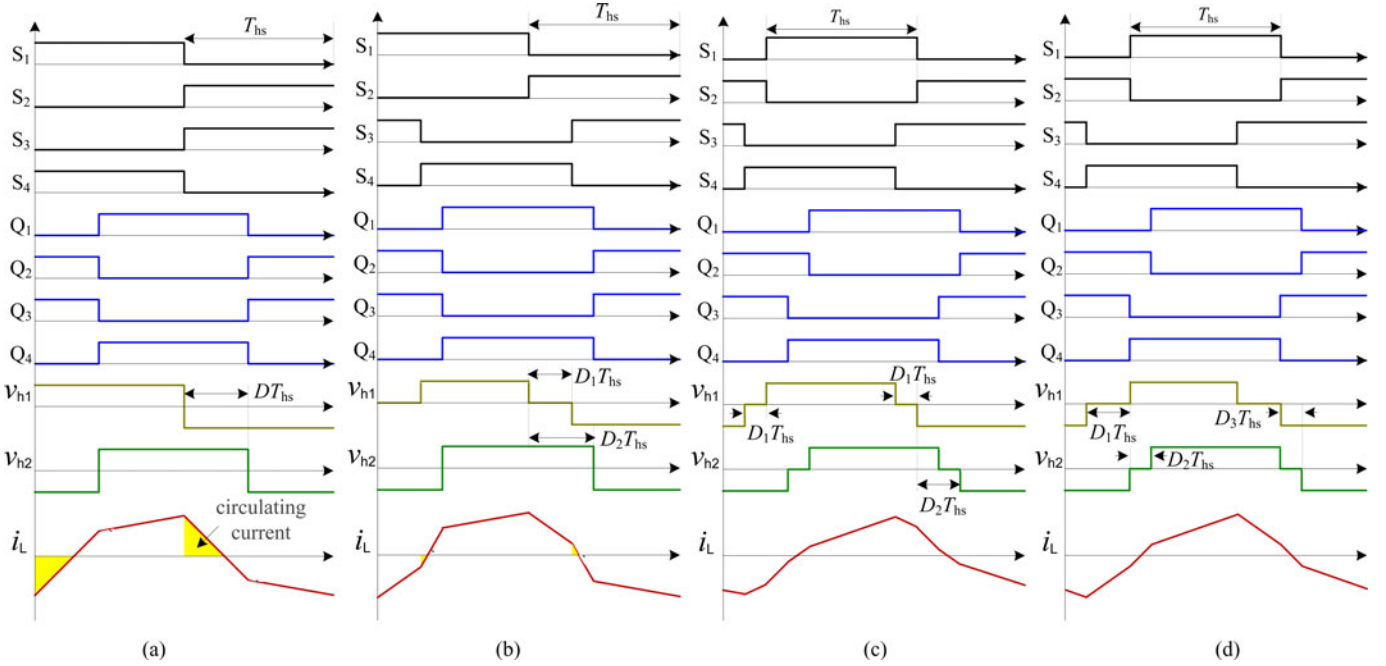 T_hs
S_1
S_2
S_3
S_4
Q_1
Q_2
Q_3
Q_4
v_h1
DT_hs
v_h2
circulating
current
i_L
(a)
T_hs
S_1
S_2
S_3
S_4
Q_1
Q_2
Q_3
Q_4
v_h1
D_1T_hs
D_2T_hs
v_h2
i_L
(b)
T_hs
S_1
S_2
S_3
S_4
Q_1
Q_2
Q_3
Q_4
D_1T_hs
v_h1
D_1T_hs
v_h2
D_2T_hs
i_L
(c)
T_hs
S_1
S_2
S_3
S_4
Q_1
Q_2
Q_3
Q_4
v_h1
D_1T_hs
D_3T_hs
v_h2
D_2T_hs
i_L
(d)